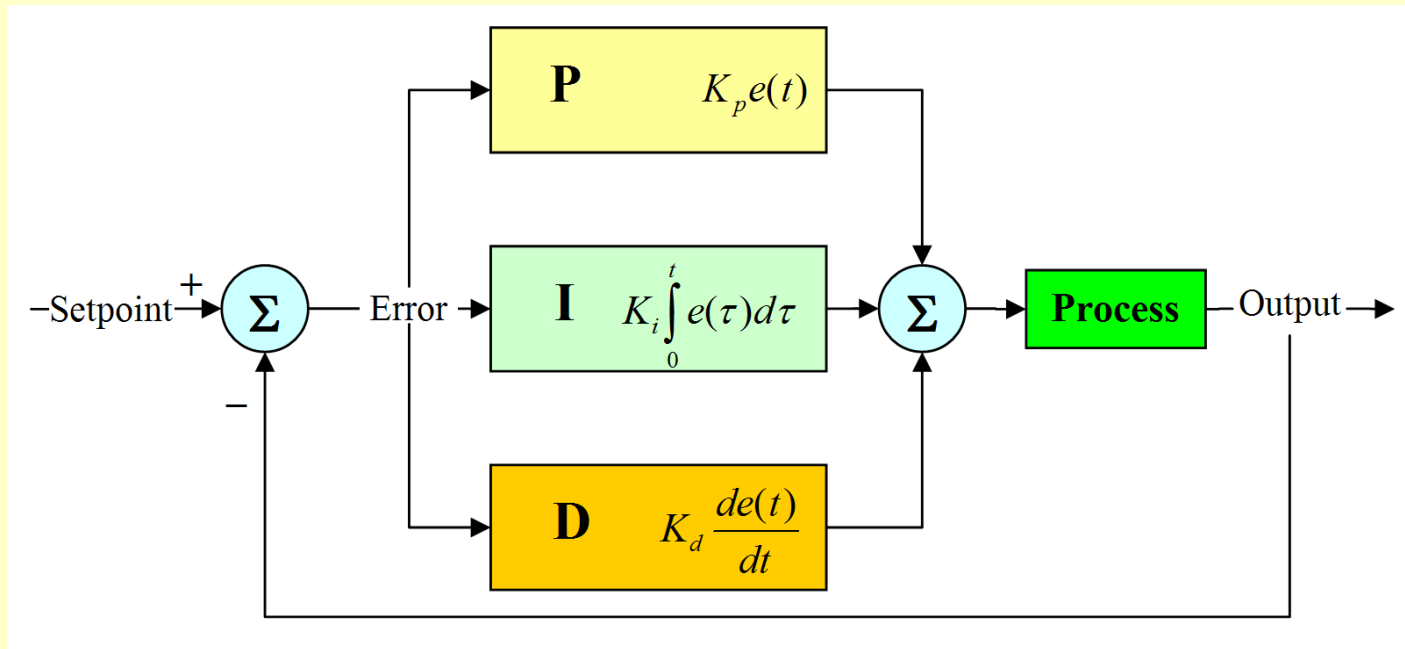 P K_p e(t)
–Setpoint
+
−
Σ
Error
I K_i ∫_0^t e(τ)dτ
Σ
Process
Output
D K_d de(t)/dt